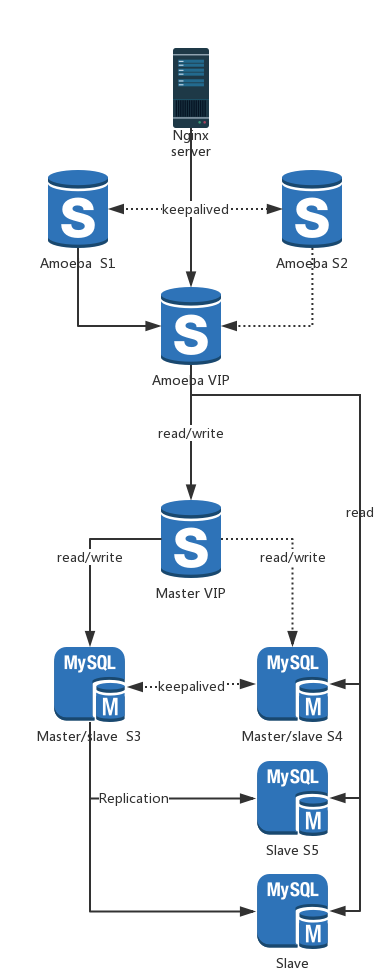 Nginx
server
S
keepalived
S
Amoeba S1
Amoeba S2
S
Amoeba VIP
read/write
read
S
read/write
read/write
Master VIP
MySQL
M
keepalived
MySQL
M
Master/slave S3
Master/slave S4
MySQL
M
Replication
Slave S5
MySQL
M
Slave